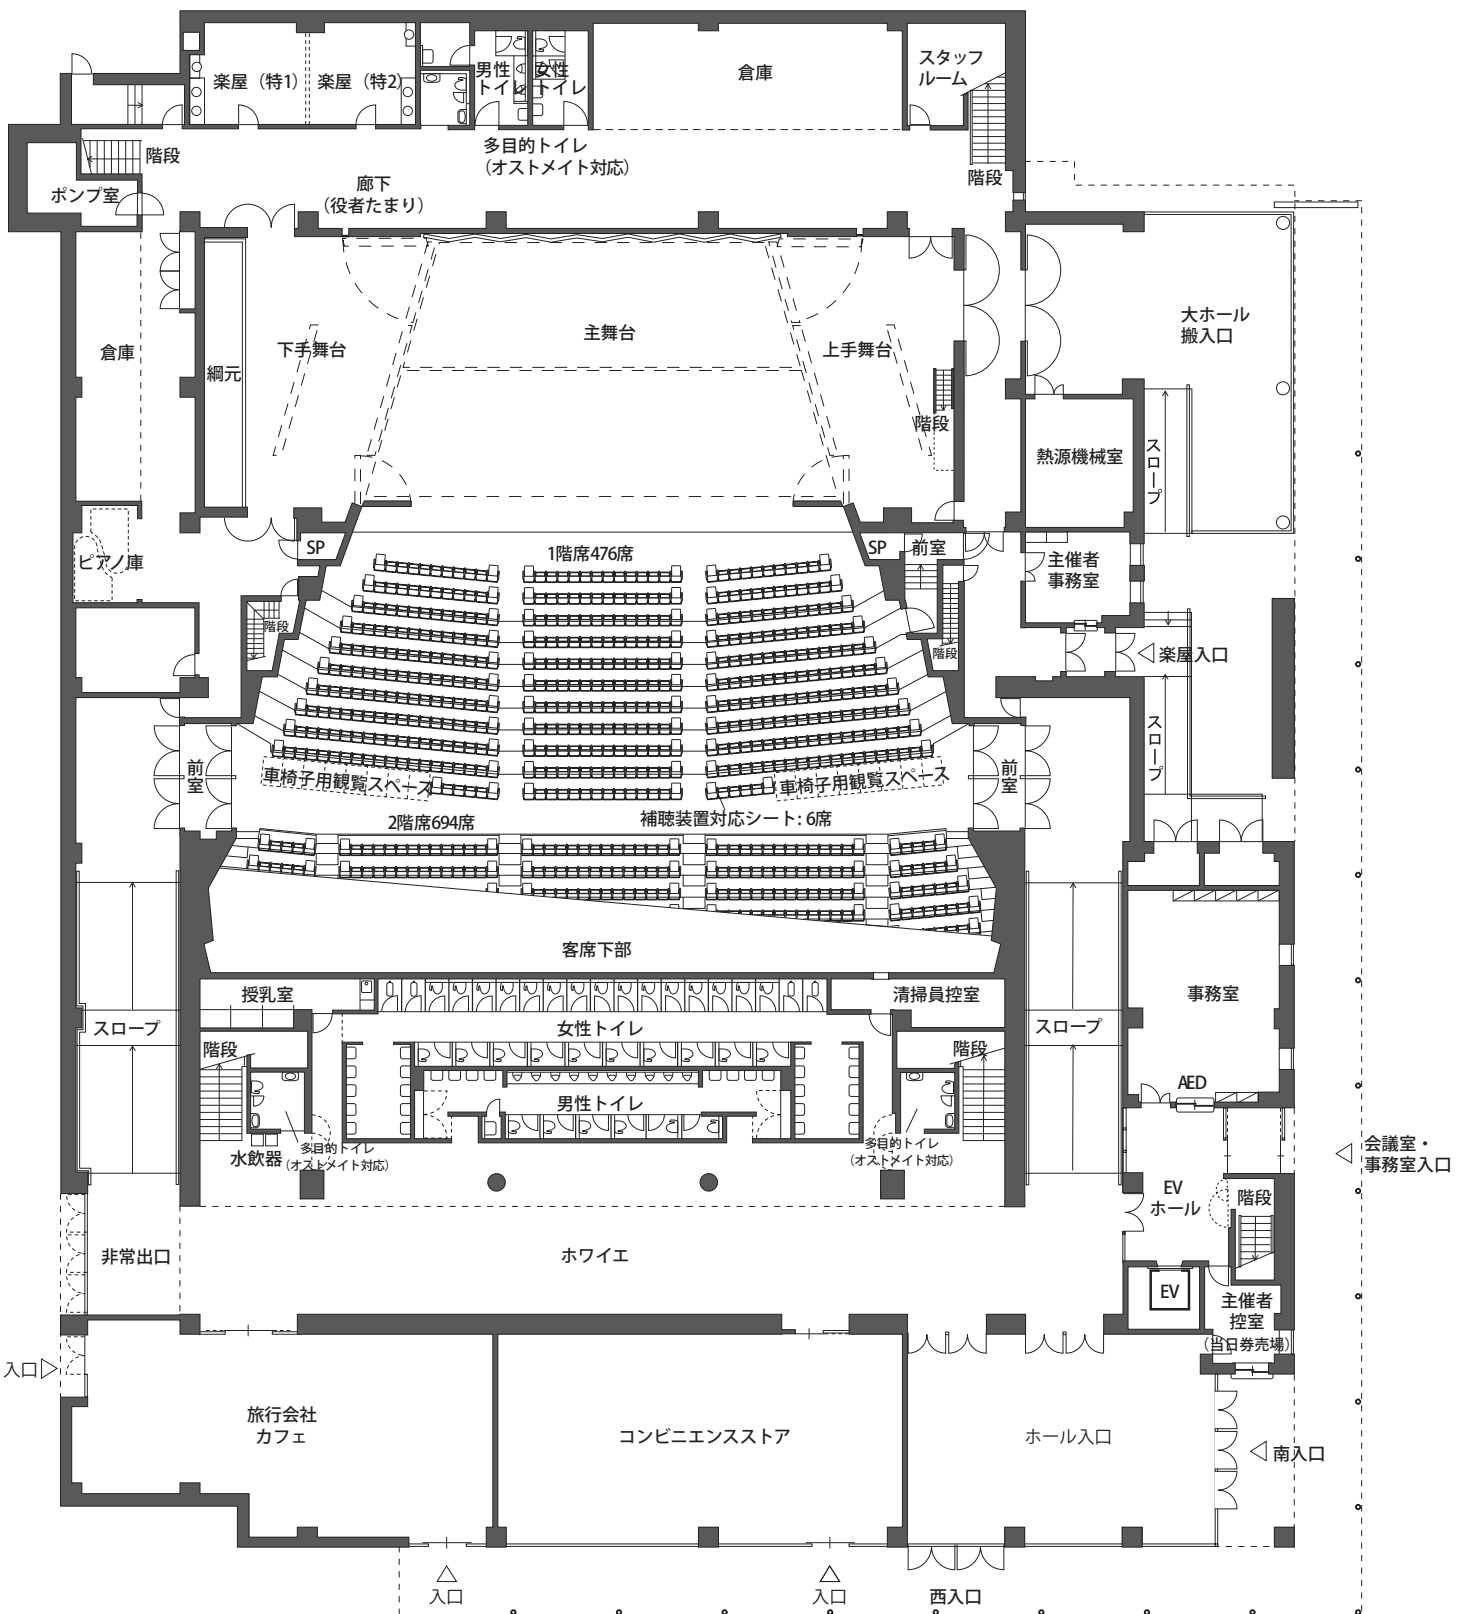 スタッフ
ルーム
楽屋（特1）
楽屋（特2）
男性
トイレ
女性
トイレ
倉庫
階段
多目的トイレ
（オストメイト対応）
階段
ポンプ室
廊下
（役者たまり）
大ホール
搬入口
主舞台
下手舞台
上手舞台
倉庫
綱元
階段
熱源機械室
スロープ
SP
1階席476席
SP
前室
主催者
事務室
ピアノ庫
階段
階段
楽屋入口
スロープ
前室
車椅子用観覧スペース
車椅子用観覧スペース
前室
2階席694席
補聴装置対応シート：6席
客席下部
授乳室
清掃員控室
事務室
スロープ
女性トイレ
スロープ
階段
階段
AED
男性トイレ
水飲器
多目的トイレ
（オストメイト対応）
多目的トイレ
（オストメイト対応）
会議室・
事務室入口
EV
ホール
階段
非常出口
ホワイエ
EV
主催者
控室
（当日券売場）
入口
旅行会社
カフェ
コンビニエンスストア
ホール入口
南入口
入口
入口
西入口